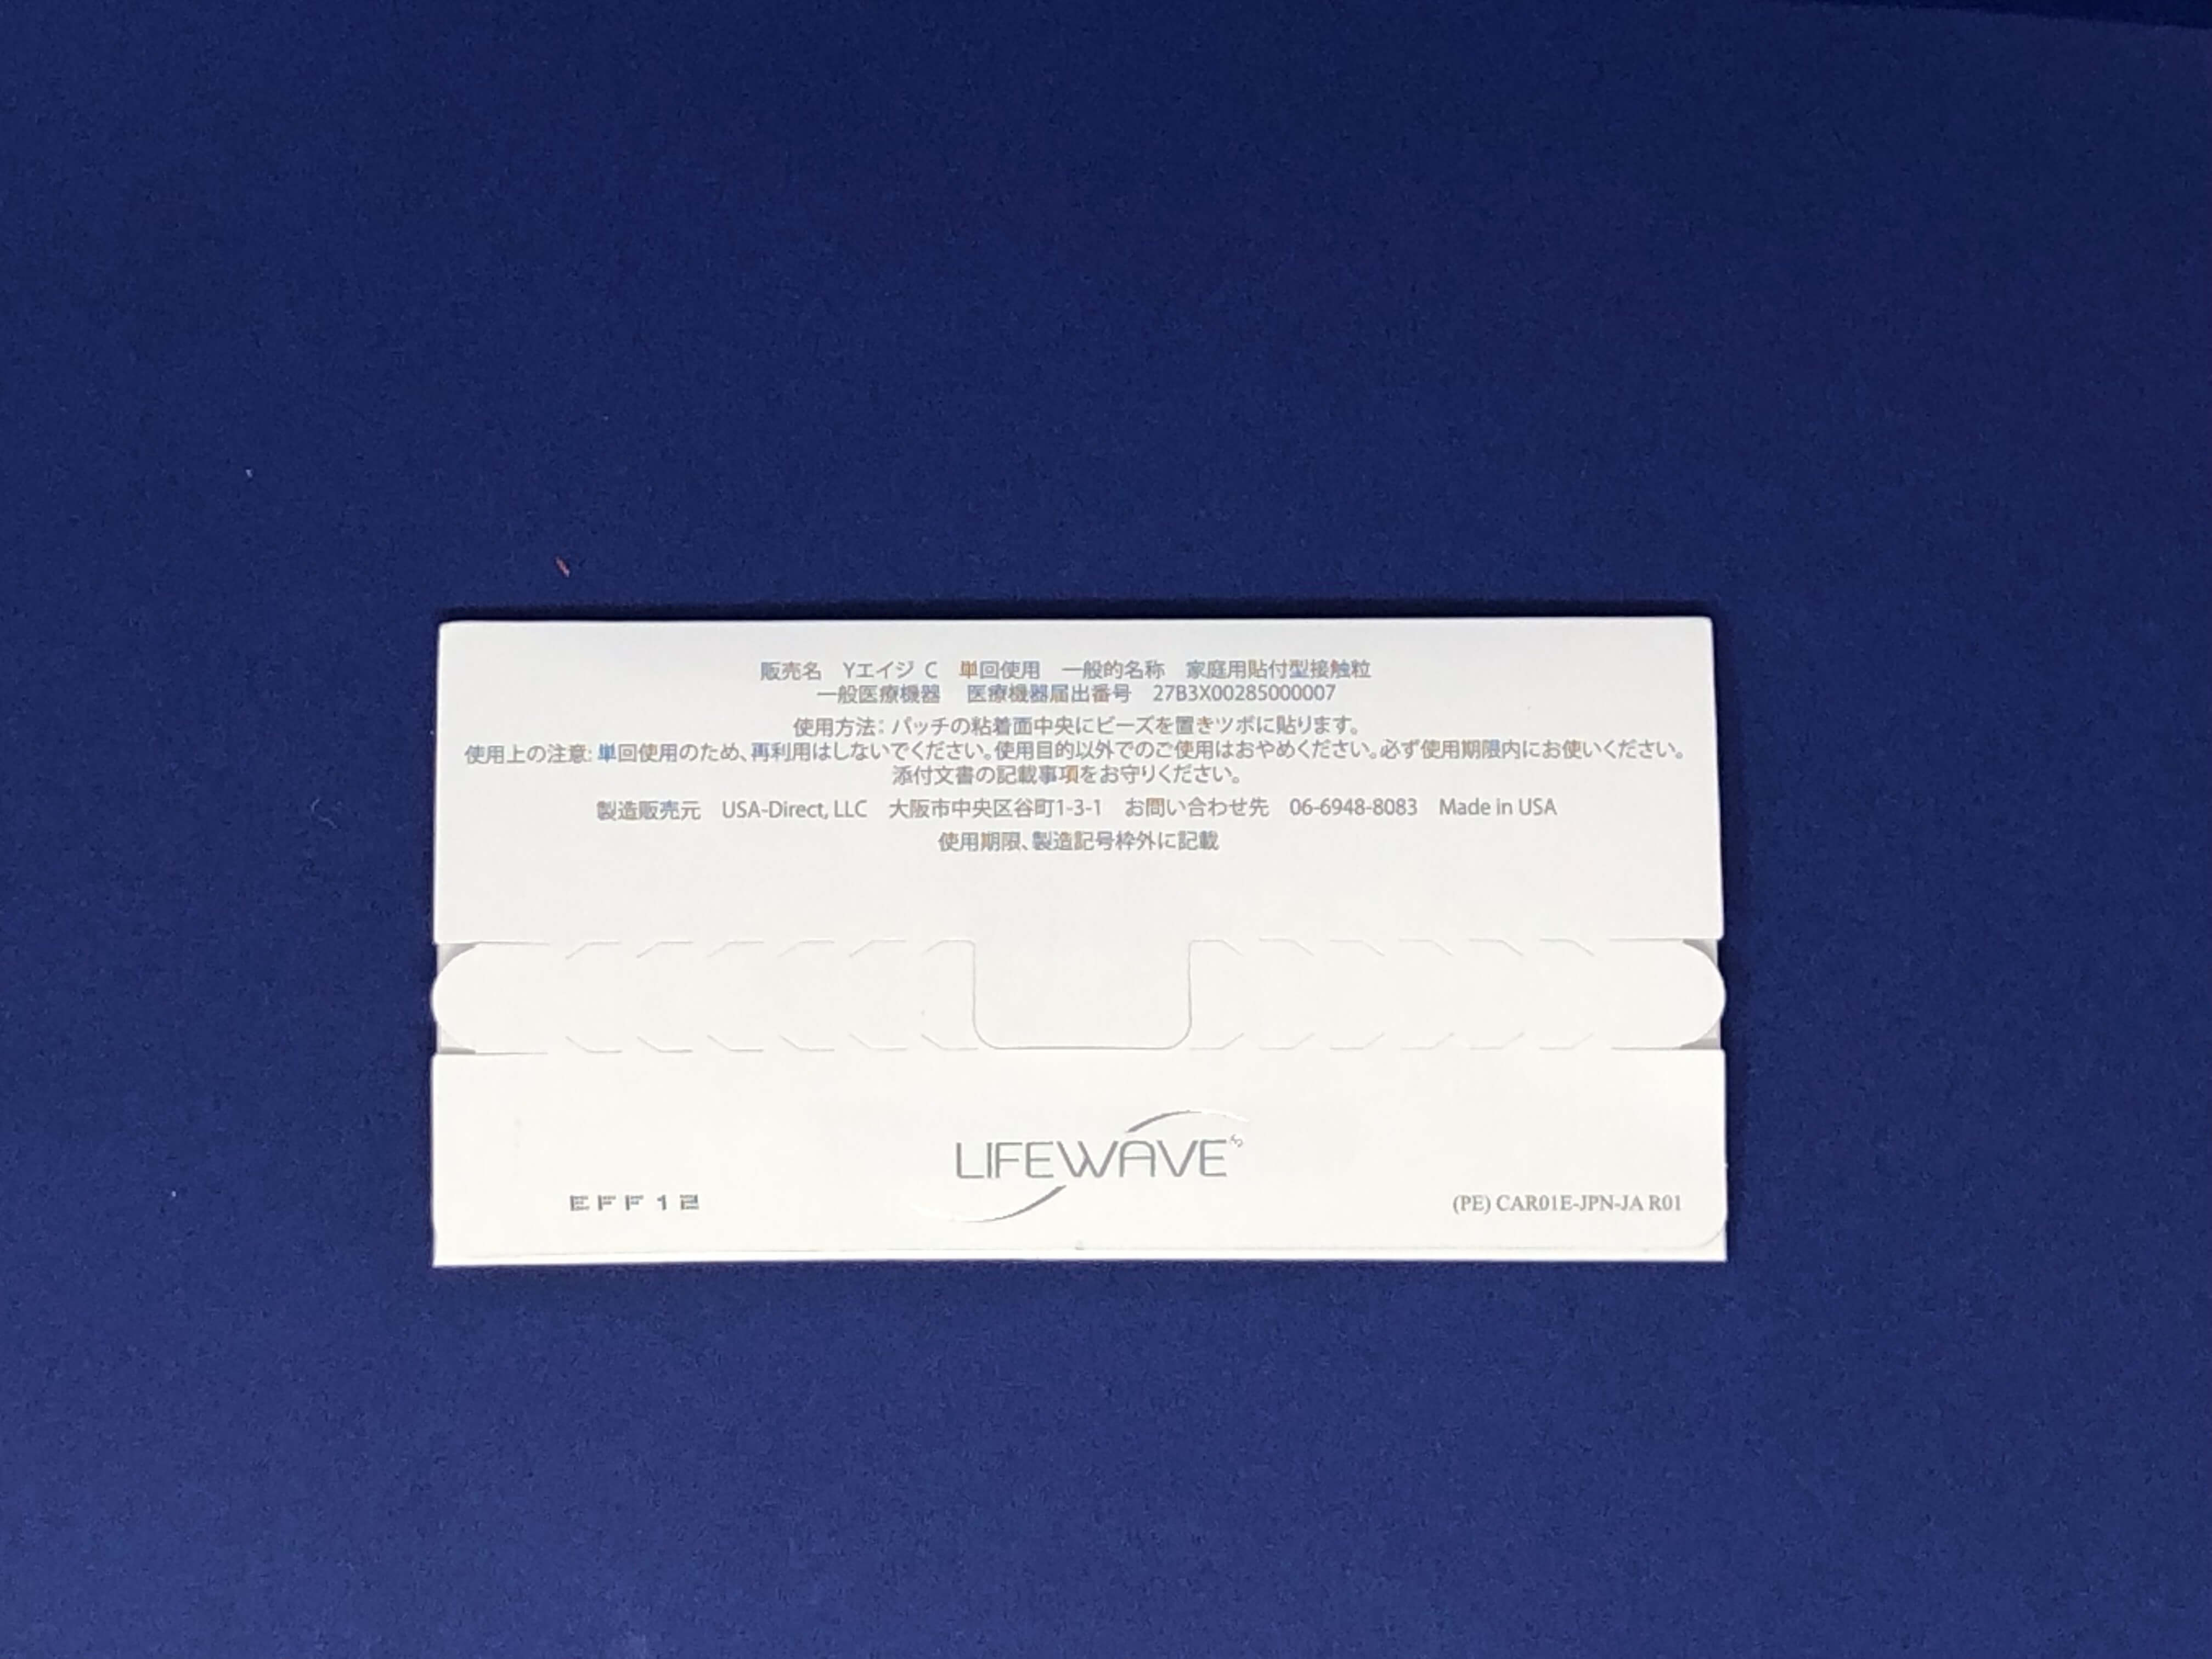 販売名　Yエイジ C　単回使用　一般的名称　家庭用貼付型接触粒
一般医療機器　医療機器届出番号　27B3X00285000007
使用方法：パッチの粘着面中央にビーズを置きツボに貼ります。
使用上の注意：単回使用のため、再利用はしないでください。使用目的以外でのご使用はおやめください。必ず使用期限内にお使いください。
添付文書の記載事項をお守りください。
製造販売元　USA-Direct, LLC　大阪市中央区谷町1-3-1　お問い合わせ先　06-6948-8083　Made in USA
使用期限、製造記号枠外に記載
LIFEWAVE
EFF12
(PE) CAR01E-JPN-JA R01